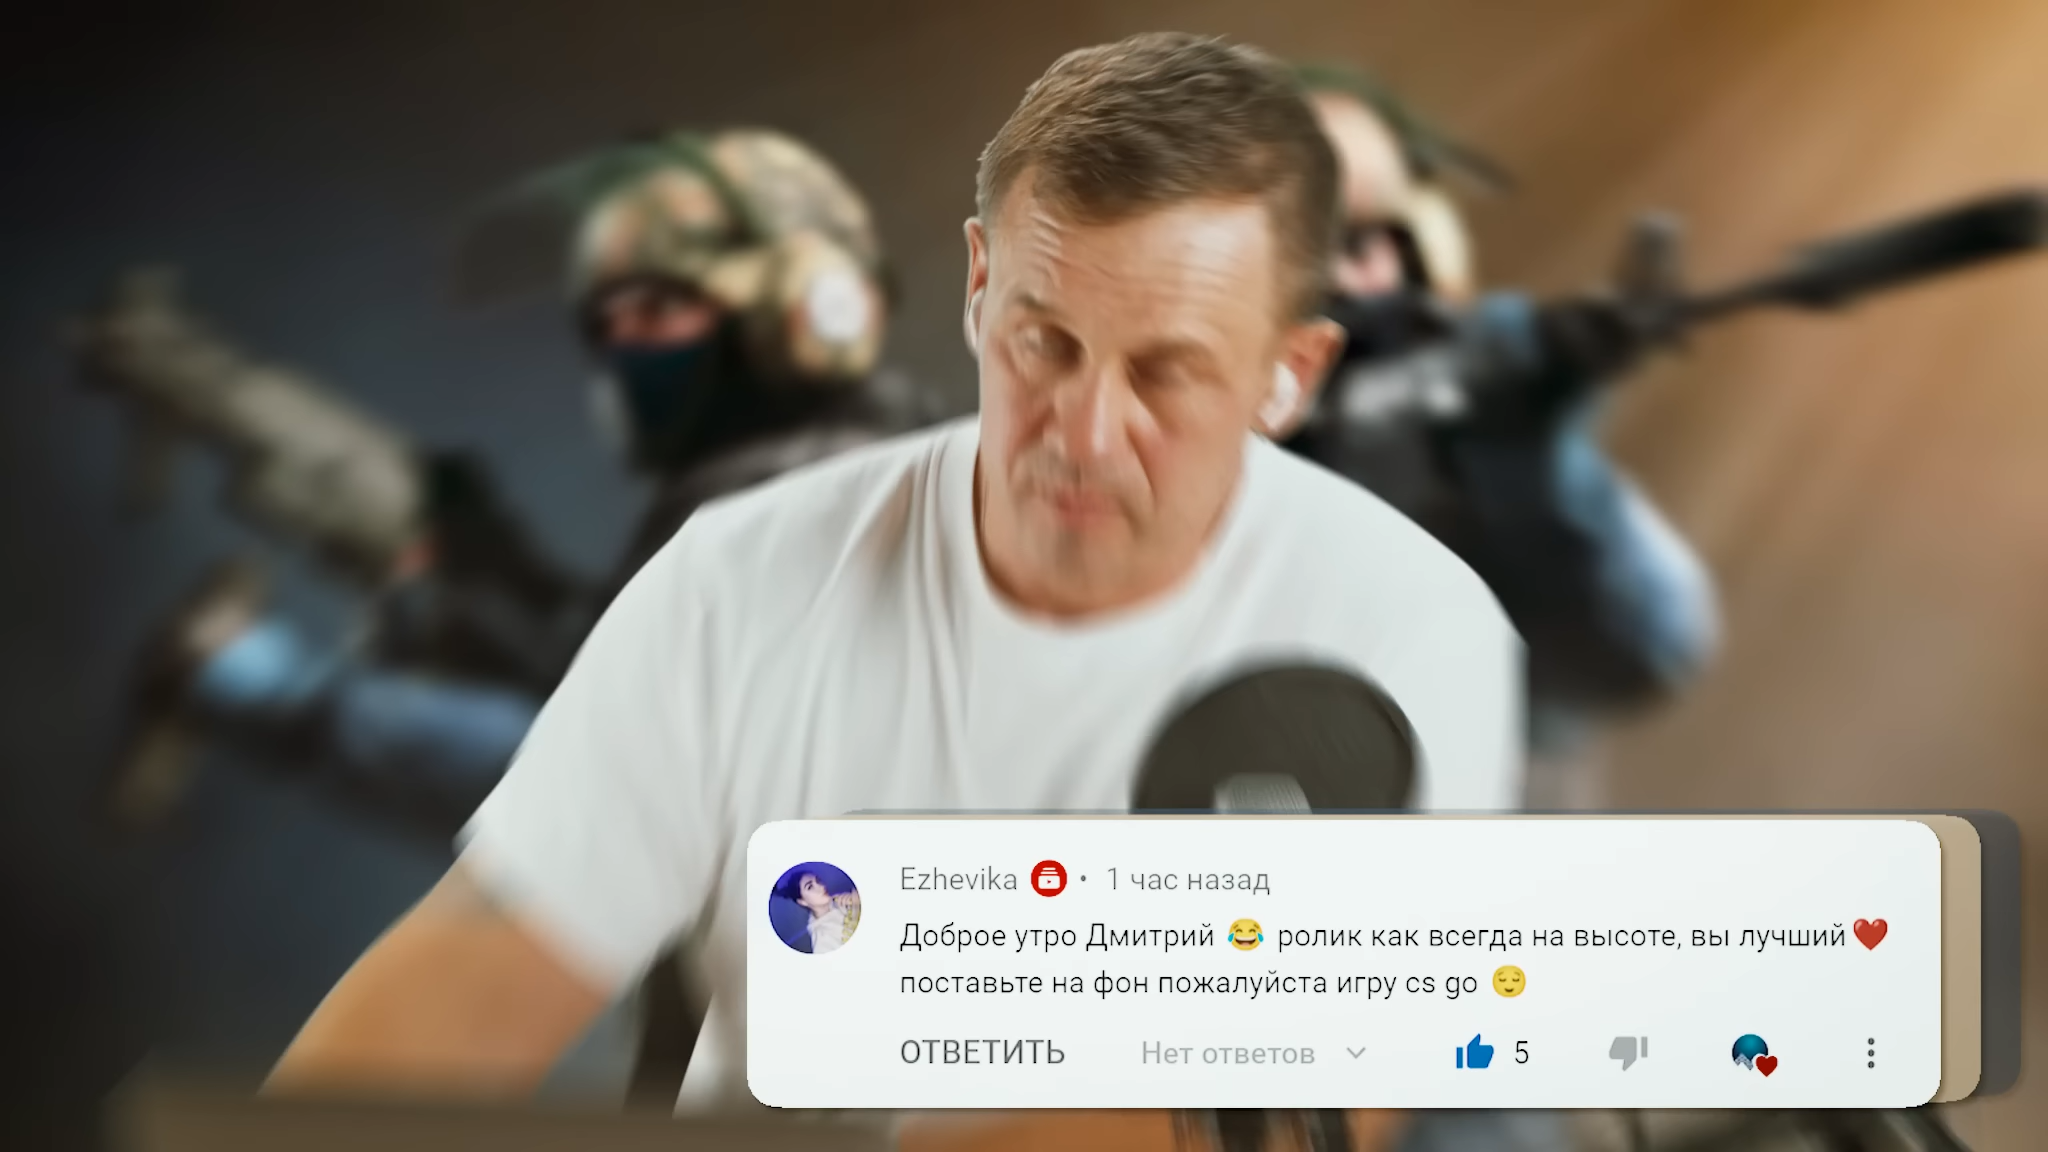 Ezhevika • 1 час назад
Доброе утро Дмитрий 😂 ролик как всегда на высоте, вы лучший❤️
поставьте на фон пожалуйста игру cs go 😌
ОТВЕТИТЬ Нет ответов 5